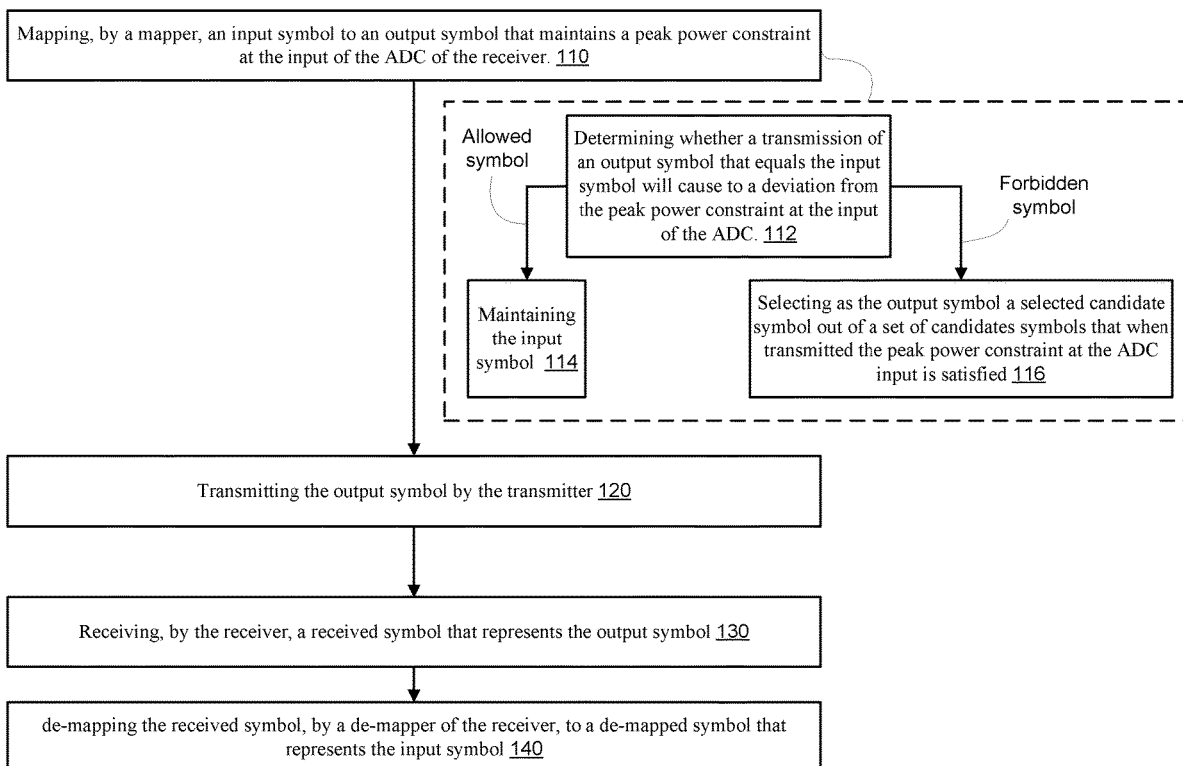 Mapping, by a mapper, an input symbol to an output symbol that maintains a peak power constraint
at the input of the ADC of the receiver. 110
Allowed
symbol
Determining whether a transmission of
an output symbol that equals the input
symbol will cause to a deviation from
the peak power constraint at the input
of the ADC. 112
Forbidden
symbol
Maintaining
the input
symbol 114
Selecting as the output symbol a selected candidate
symbol out of a set of candidates symbols that when
transmitted the peak power constraint at the ADC
input is satisfied 116
Transmitting the output symbol by the transmitter 120
Receiving, by the receiver, a received symbol that represents the output symbol 130
de-mapping the received symbol, by a de-mapper of the receiver, to a de-mapped symbol that
represents the input symbol 140